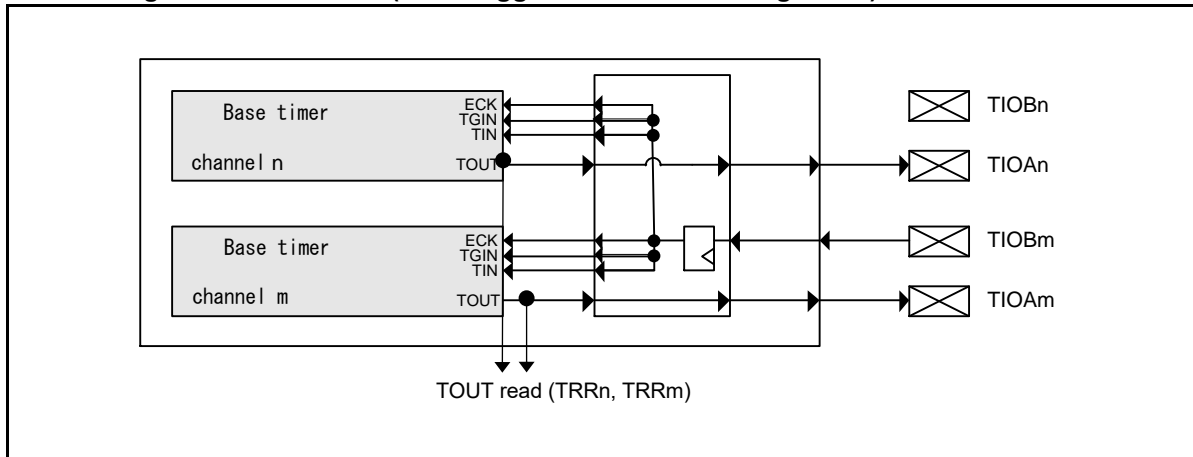 Base timer
channel n
ECK
TGIN
TIN
TOUT
TIOBn
TIOAn
Base timer
channel m
ECK
TGIN
TIN
TOUT
TIOBm
TIOAm
TOUT read (TRRn, TRRm)